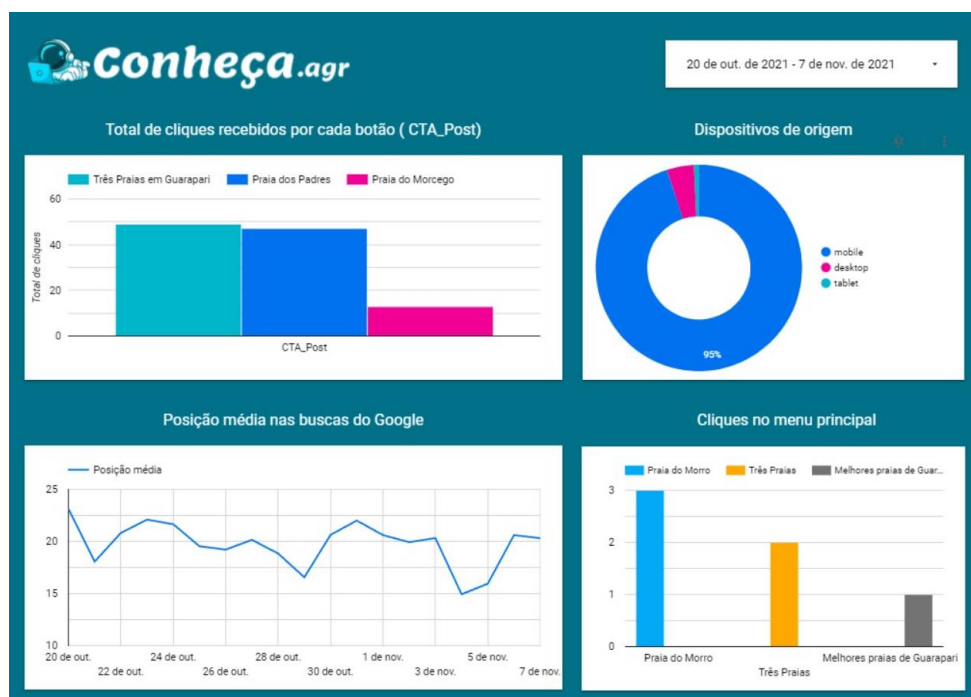 Conheça.agr
20 de out. de 2021 - 7 de nov. de 2021
Total de cliques recebidos por cada botão ( CTA_Post)
Três Praias em Guarapari Praia dos Padres Praia do Morcego
Total de cliques
60
40
20
0
CTA_Post
Dispositivos de origem
95%
mobile
desktop
tablet
Posição média nas buscas do Google
Posição média
25
20
15
10
20 de out. 24 de out. 28 de out. 1 de nov. 5 de nov.
22 de out. 26 de out. 30 de out. 3 de nov. 7 de nov.
Cliques no menu principal
Praia do Morro Três Praias Melhores praias de Guar...
3
2
1
0
Praia do Morro Melhores praias de Guarapari
Três Praias